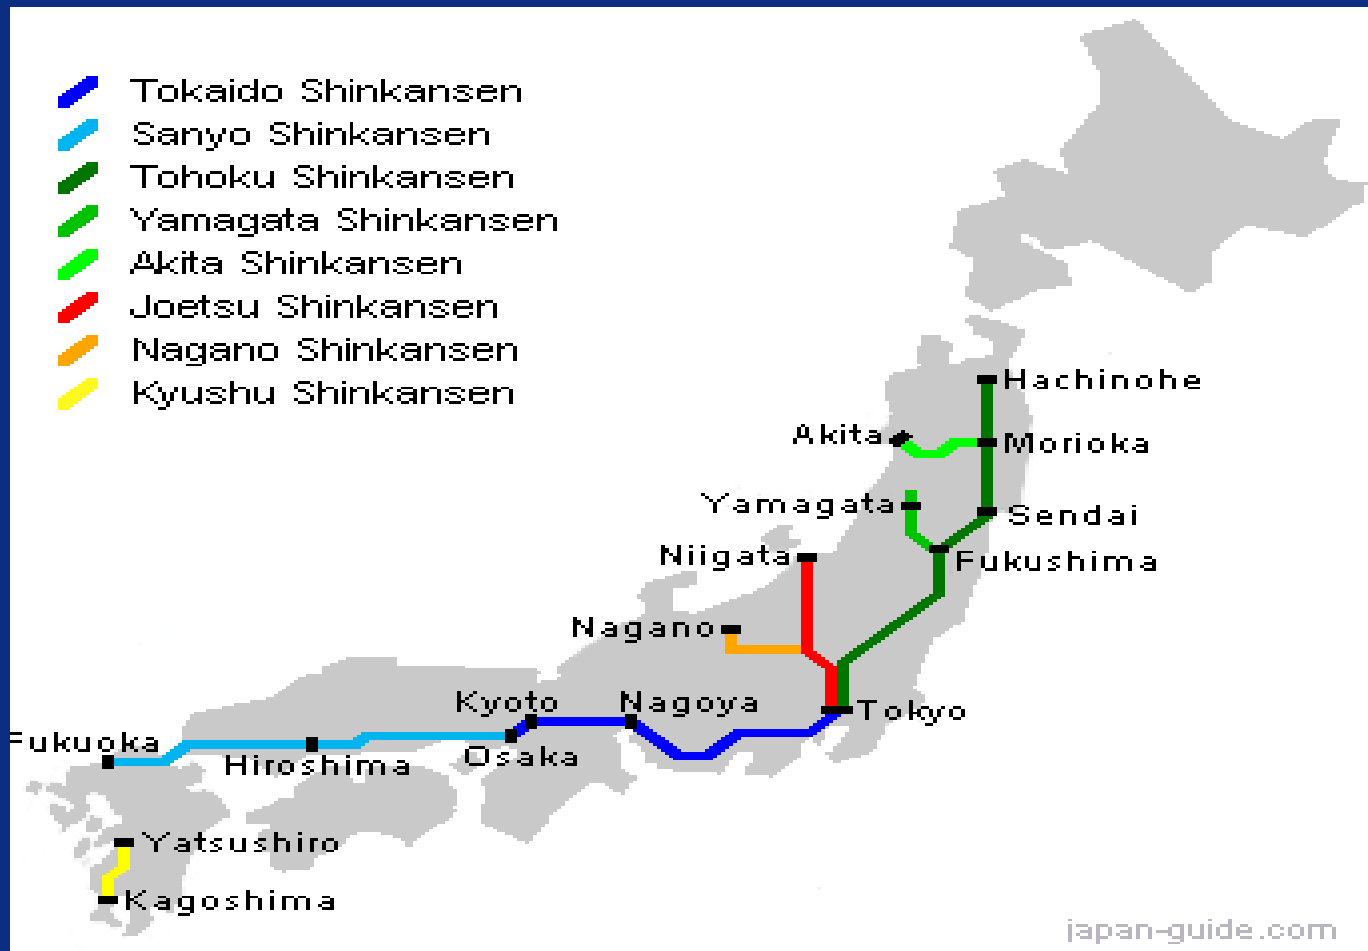 Tokaido Shinkansen
Sanyo Shinkansen
Tohoku Shinkansen
Yamagata Shinkansen
Akita Shinkansen
Joetsu Shinkansen
Nagano Shinkansen
Kyushu Shinkansen
Hachinohe
Akita
Morioka
Yamagata
Sendai
Niigata
Fukushima
Nagano
Kyoto
Nagoya
Tokyo
Fukuoka
Hiroshima
Osaka
Yatsushiro
Kagoshima
japan-guide.com